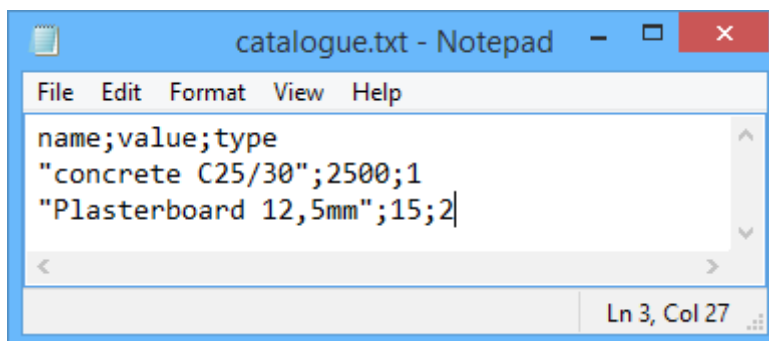 catalogue.txt - Notepad
File Edit Format View Help
name;value;type
"concrete C25/30";2500;1
"Plasterboard 12,5mm";15;2
Ln 3, Col 27